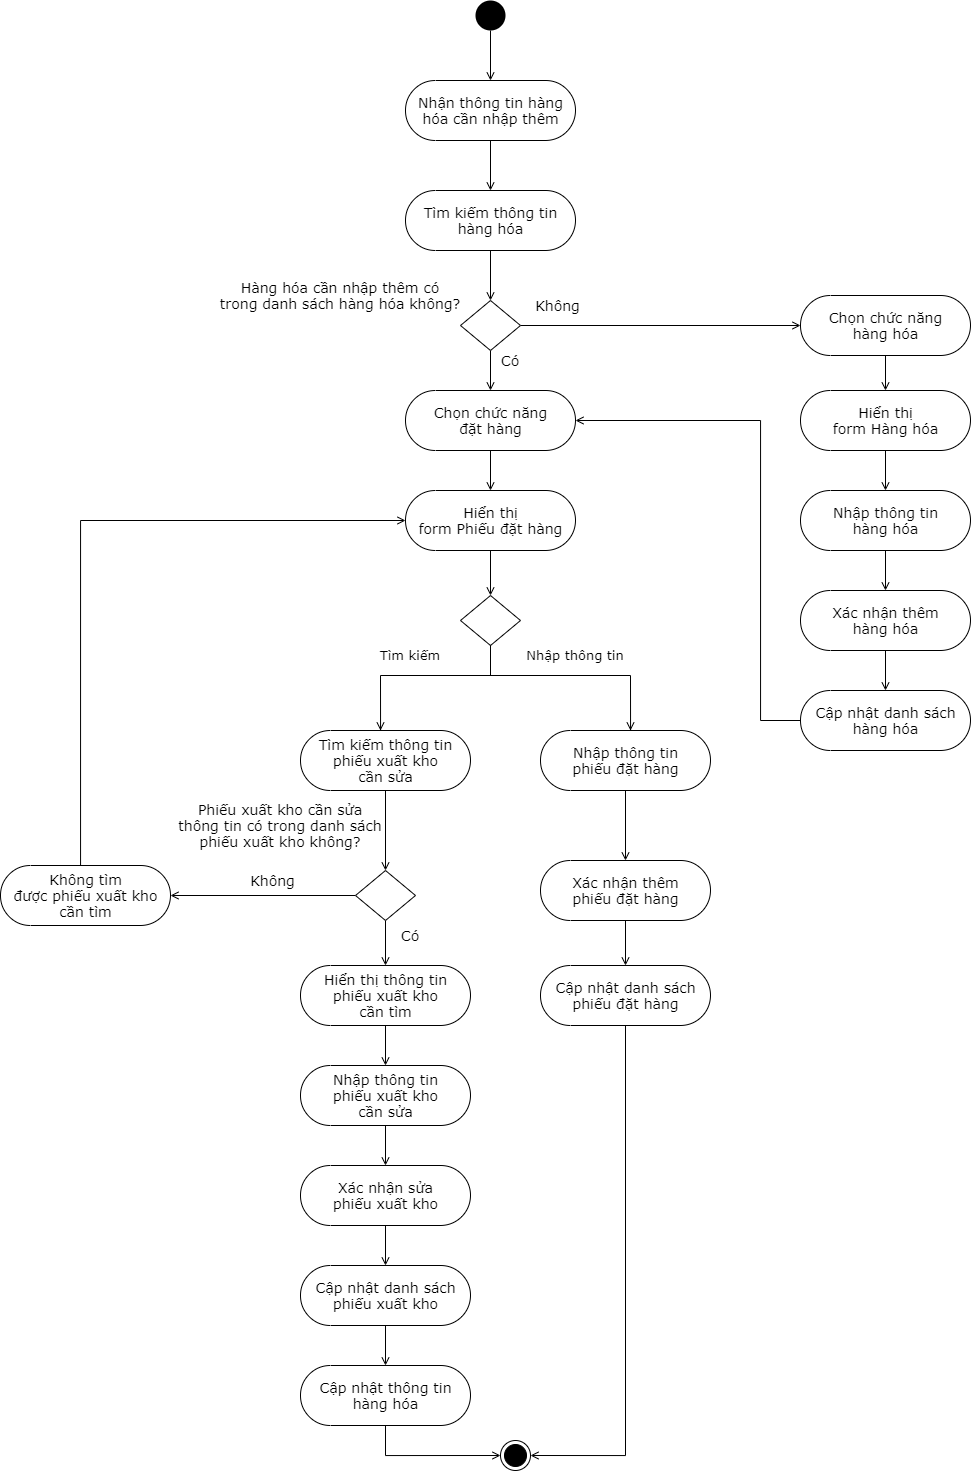 Nhận thông tin hàng
hóa cần nhập thêm
Tìm kiếm thông tin
hàng hóa
Hàng hóa cần nhập thêm có
trong danh sách hàng hóa không?
Không
Chọn chức năng
hàng hóa
Có
Chọn chức năng
đặt hàng
Hiển thị
form Hàng hóa
Hiển thị
form Phiếu đặt hàng
Nhập thông tin
hàng hóa
Xác nhận thêm
hàng hóa
Tìm kiếm
Nhập thông tin
Cập nhật danh sách
hàng hóa
Tìm kiếm thông tin
phiếu xuất kho
cần sửa
Nhập thông tin
phiếu đặt hàng
Phiếu xuất kho cần sửa
thông tin có trong danh sách
phiếu xuất kho không?
Không tìm
được phiếu xuất kho
cần tìm
Không
Xác nhận thêm
phiếu đặt hàng
Có
Hiển thị thông tin
phiếu xuất kho
cần tìm
Cập nhật danh sách
phiếu đặt hàng
Nhập thông tin
phiếu xuất kho
cần sửa
Xác nhận sửa
phiếu xuất kho
Cập nhật danh sách
phiếu xuất kho
Cập nhật thông tin
hàng hóa